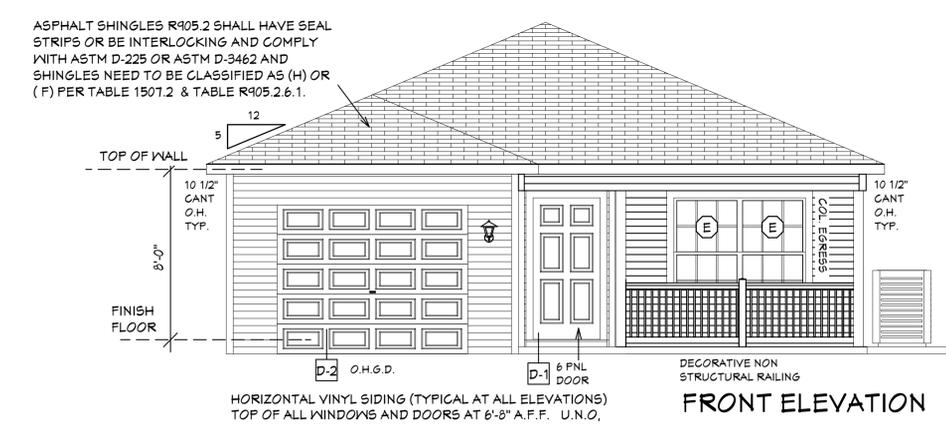 ASPHALT SHINGLES R905.2 SHALL HAVE SEAL
STRIPS OR BE INTERLOCKING AND COMPLY
WITH ASTM D-225 OR ASTM D-3462 AND
SHINGLES NEED TO BE CLASSIFIED AS (H) OR
( F) PER TABLE 1507.2 & TABLE R905.2.6.1.
12
5
TOP OF WALL
10 1/2"
CANT
O.H.
TYP.
10 1/2"
CANT
O.H.
TYP.
E
E
COL. EGRESS
8'-0"
FINISH
FLOOR
D-2
O.H.G.D.
D-1
6 PNL
DOOR
DECORATIVE NON
STRUCTURAL RAILING
HORIZONTAL VINYL SIDING (TYPICAL AT ALL ELEVATIONS)
TOP OF ALL WINDOWS AND DOORS AT 6'-8" A.F.F. U.N.O,
FRONT ELEVATION